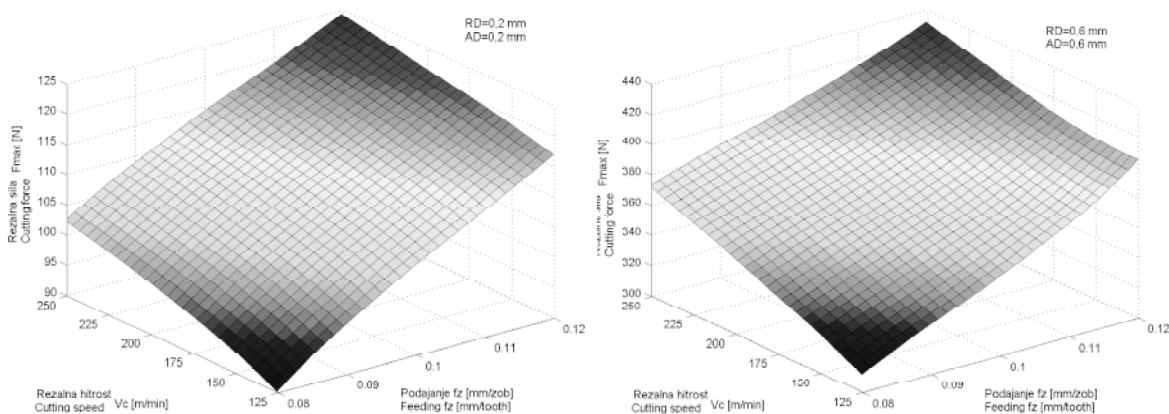 RD=0,2 mm
AD=0,2 mm
125
120
115
110
105
100
95
90
250
225
200
175
150
125
0.08
0.09
0.1
0.11
0.12
Rezalna sila
Cutting force
Fmax [N]
Rezalna hitrost
Cutting speed
Vc [m/min]
Podajanje fz [mm/zob]
Feeding fz [mm/tooth]
RD=0,6 mm
AD=0,6 mm
440
420
400
380
360
340
320
300
250
225
200
175
150
125
0.08
0.09
0.1
0.11
0.12
sila
Cutting force
Fmax [N]
Rezalna hitrost
Cutting speed
Vc [m/min]
Podajanje fz [mm/zob]
Feeding fz [mm/tooth]